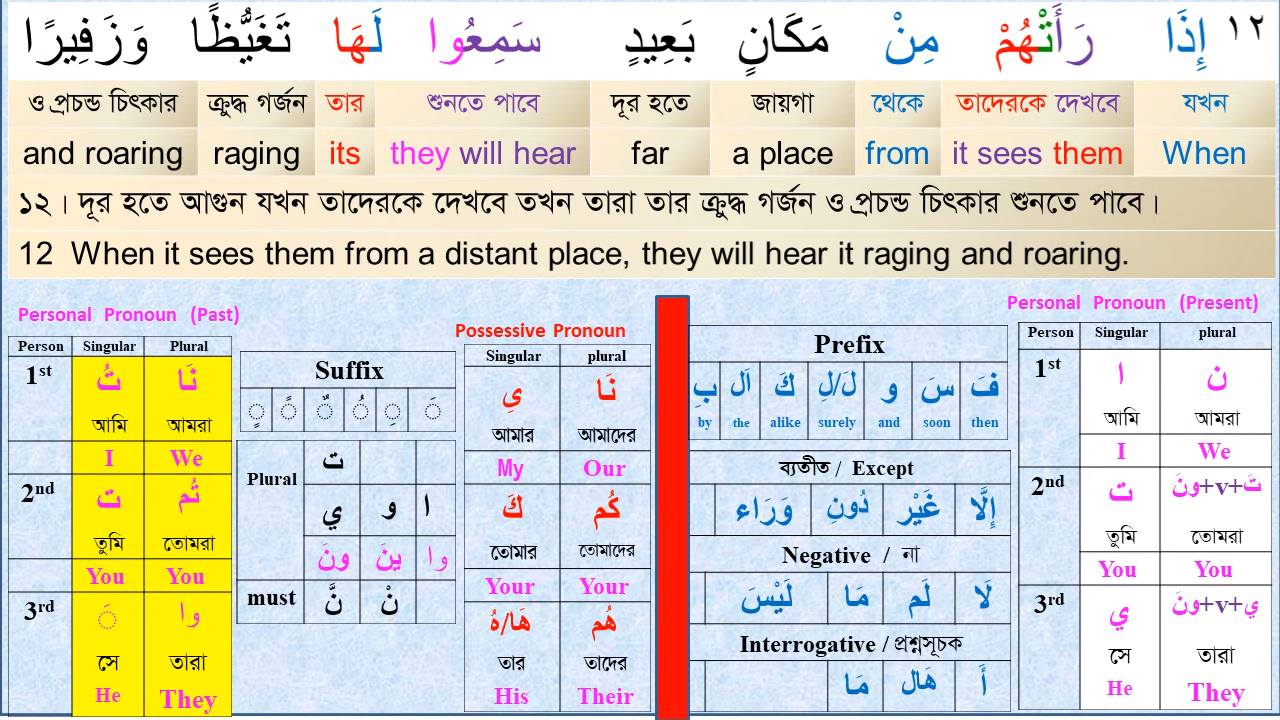 ١٢ إِذَا رَأَتْهُمْ مِنْ مَكَانٍ بَعِيدٍ سَمِعُوا لَهَا تَغَيُّظًا وَزَفِيرًا
ও প্রচন্ড চিৎকার ক্রুদ্ধ গর্জন তার শুনতে পাবে দূর হতে জায়গা থেকে তাদেরকে দেখবে যখন
and roaring raging its they will hear far a place from it sees them When
১২। দূর হতে আগুন যখন তাদেরকে দেখবে তখন তারা তার ক্রুদ্ধ গর্জন ও প্রচন্ড চিৎকার শুনতে পাবে।
12 When it sees them from a distant place, they will hear it raging and roaring.
Personal Pronoun (Past)
Person Singular Plural
1st تُ نَا
আমি আমরা
I We
2nd ت تُم
তুমি তোমরা
You You
3rd َ وا
সে তারা
He They
Suffix
ٍ ً ٌ ُ ِ َ
Plural ت
ي و ا
ونَ ينَ وا
must نَّ نْ
Possessive Pronoun
Singular plural
يِ نَا
আমার আমাদের
My Our
كَ كُم
তোমার তোমাদের
Your Your
هَا/هُ هُم
তার তাদের
His Their
Prefix
بِ اَل كَ لَ/لِ و سَ فَ
by the alike surely and soon then
ব্যতীত / Except
وَرَاء دُونِ غَيْر إِلَّا
Negative / না
لَيْسَ مَا لَم لَا
Interrogative / প্রশ্নসূচক
مَا هَال أَ
Personal Pronoun (Present)
Person Singular plural
1st ا ن
আমি আমরা
I We
2nd ت تَ+v+ونَ
তুমি তোমরা
You You
3rd ي ي+v+ونَ
সে তারা
He They